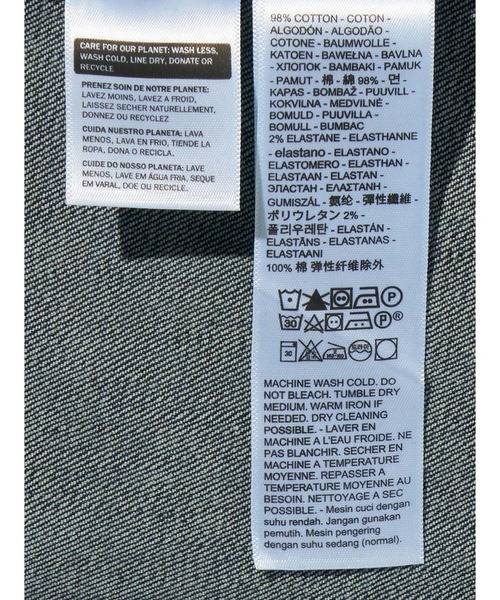 CARE FOR OUR PLANET: WASH LESS,
WASH COLD, LINE DRY, DONATE OR
RECYCLE
PRENEZ SOIN DE NOTRE PLANETE:
LAVEZ MOINS, LAVEZ A FROID,
LAISSEZ SECHER NATURELLEMENT,
DONNEZ OU RECYCLEZ
CUIDA NUESTRO PLANETA: LAVA
MENOS, LAVA EN FRIO, TIENDE LA
ROPA, DONA O RECICLA.
CUIDE DO NOSSO PLANETA: LAVE
MENOS, LAVE EM ÁGUA FRIA, SEQUE
EM VARAL, DOE OU RECICLE.
98% COTTON - COTON -
ALGODÓN - ALGODÃO -
COTONE - BAUMWOLLE -
KATOEN - BAWEŁNA - BAVLNA
- ХЛОПОК - BAMBAKI - PAMUK
- PAMUT - 棉 - 綿 98% - 면 -
KAPAS - BOMBAŽ - PUUVILL -
KOKVILNA - MEDVILNĖ -
BOMULD - PUUVILLA -
BOMULL - BUMBAC
2% ELASTANE - ELASTHANNE
- elastano - ELASTANO -
ELASTOMERO - ELASTHAN -
ELASTAAN - ELASTAN -
ЭЛАСТАН - ΕΛΑΣΤΑΝΗ -
GUMISZÁL - 氨纶 - 彈性纖維 -
ポリウレタン 2% -
폴리우레탄 - ELASTÁN -
ELASTĀNS - ELASTANAS -
ELASTAANI
100% 棉 弹性纤维除外
P
30 P®
30
MACHINE WASH COLD. DO
NOT BLEACH. TUMBLE DRY
MEDIUM. WARM IRON IF
NEEDED. DRY CLEANING
POSSIBLE. - LAVER EN
MACHINE A L'EAU FROIDE. NE
PAS BLANCHIR. SECHER EN
MACHINE A TEMPERATURE
MOYENNE. REPASSER A
TEMPERATURE MOYENNE AU
BESOIN. NETTOYAGE A SEC
POSSIBLE. - Mesin cuci dengan
suhu rendah. Jangan gunakan
pemutih. Mesin pengering
dengan suhu sedang (normal).